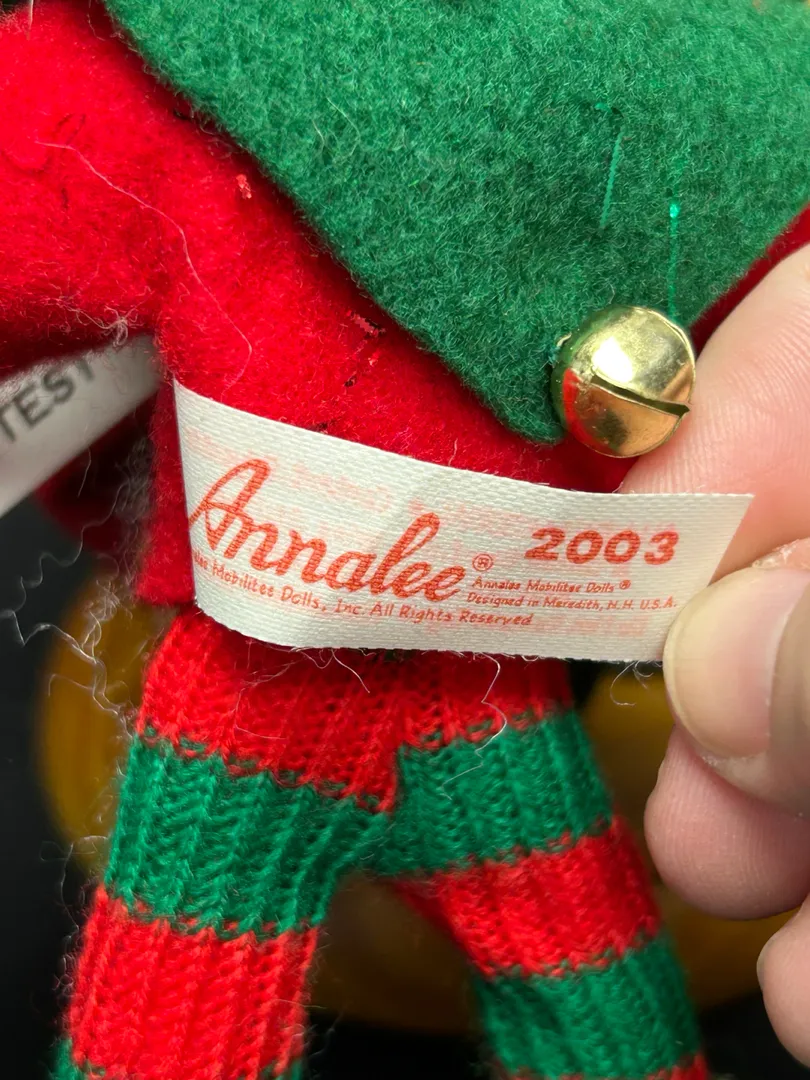 TEST
Annalee® 2003
Annalee Mobilitee Dolls ®
Designed in Meredith, N.H. U.S.A.
Mobilitee Dolls, Inc. All Rights Reserved